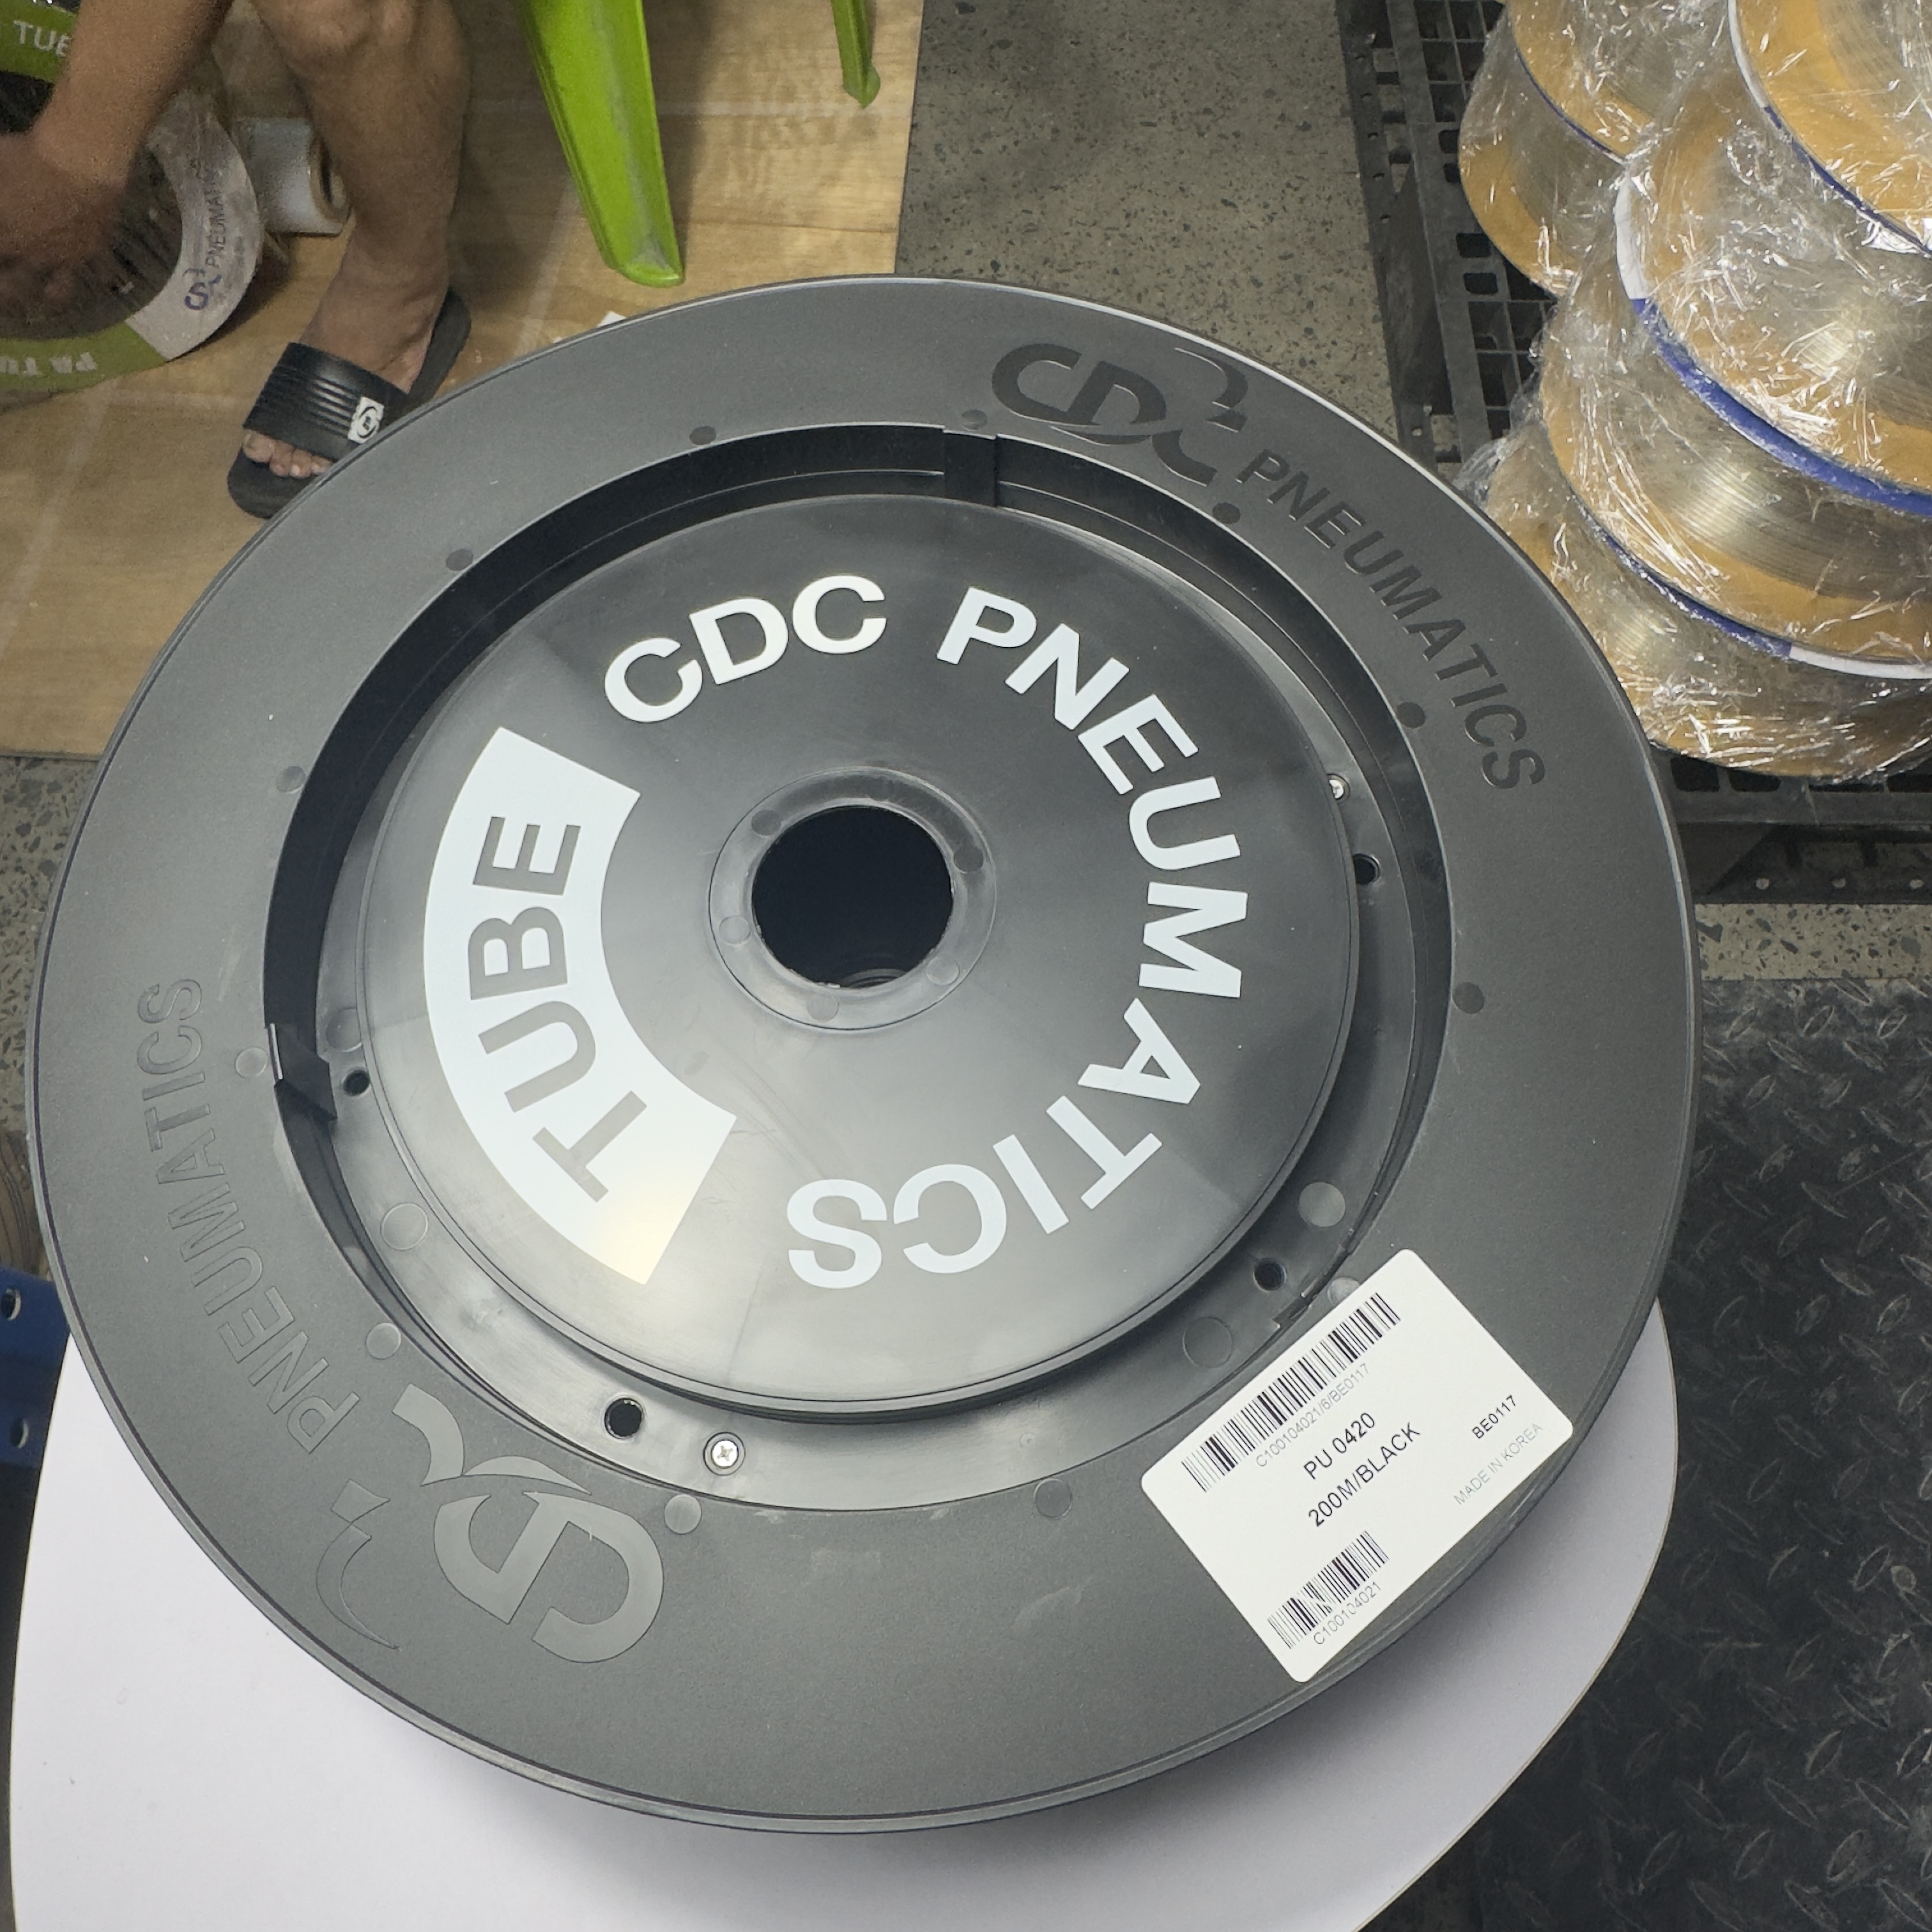 TUBE
CDC PNEUMATICS
CDC PNEUMATICS
TUBE
CDC PNEUMATICS
PNEUMATICS
C100104021/6/BE0117
PU 0420
200M/BLACK
BE0117
MADE IN KOREA
C100104021